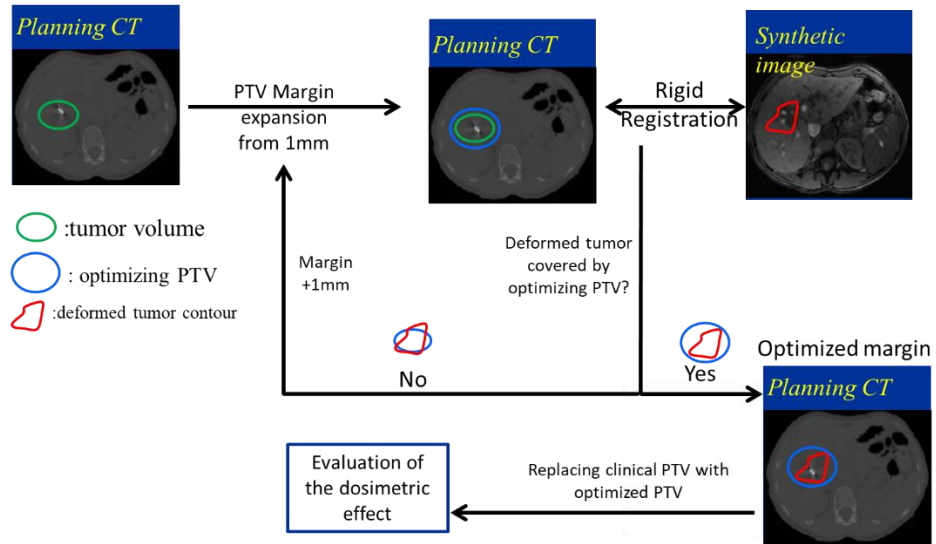 Planning CT
PTV Margin
expansion
from 1mm
Planning CT
Rigid
Registration
Synthetic
image
:tumor volume
: optimizing PTV
:deformed tumor contour
Margin
+1mm
Deformed tumor
covered by
optimizing PTV?
No
Yes
Optimized margin
Planning CT
Replacing clinical PTV with
optimized PTV
Evaluation of
the dosimetric
effect